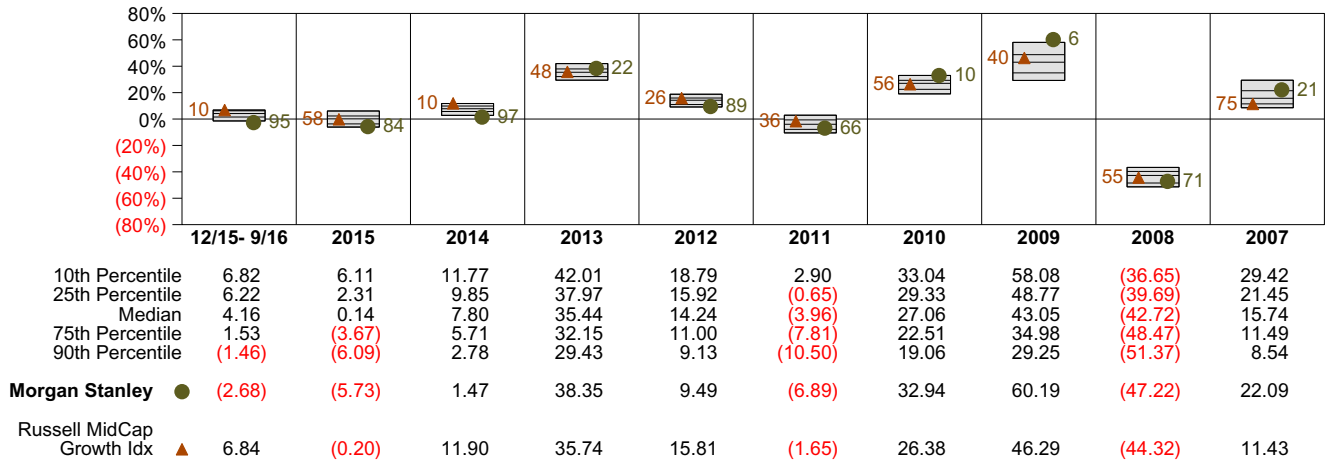 80%
60%
40%
20%
0%
(20%)
(40%)
(60%)
(80%)
10 95
58 84
10 97
48 22
26 89
36 66
56 10
40 6
55 71
75 21
12/15- 9/16 2015 2014 2013 2012 2011 2010 2009 2008 2007
10th Percentile 6.82 6.11 11.77 42.01 18.79 2.90 33.04 58.08 (36.65) 29.42
25th Percentile 6.22 2.31 9.85 37.97 15.92 (0.65) 29.33 48.77 (39.69) 21.45
Median 4.16 0.14 7.80 35.44 14.24 (3.96) 27.06 43.05 (42.72) 15.74
75th Percentile 1.53 (3.67) 5.71 32.15 11.00 (7.81) 22.51 34.98 (48.47) 11.49
90th Percentile (1.46) (6.09) 2.78 29.43 9.13 (10.50) 19.06 29.25 (51.37) 8.54
Morgan Stanley (2.68) (5.73) 1.47 38.35 9.49 (6.89) 32.94 60.19 (47.22) 22.09
Russell MidCap
Growth Idx 6.84 (0.20) 11.90 35.74 15.81 (1.65) 26.38 46.29 (44.32) 11.43